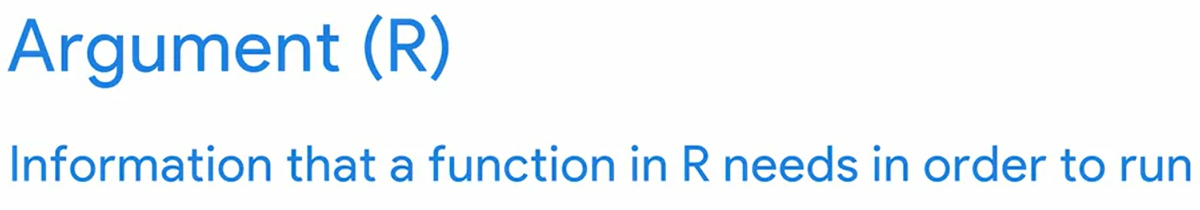 Argument (R)
Information that a function in R needs in order to run